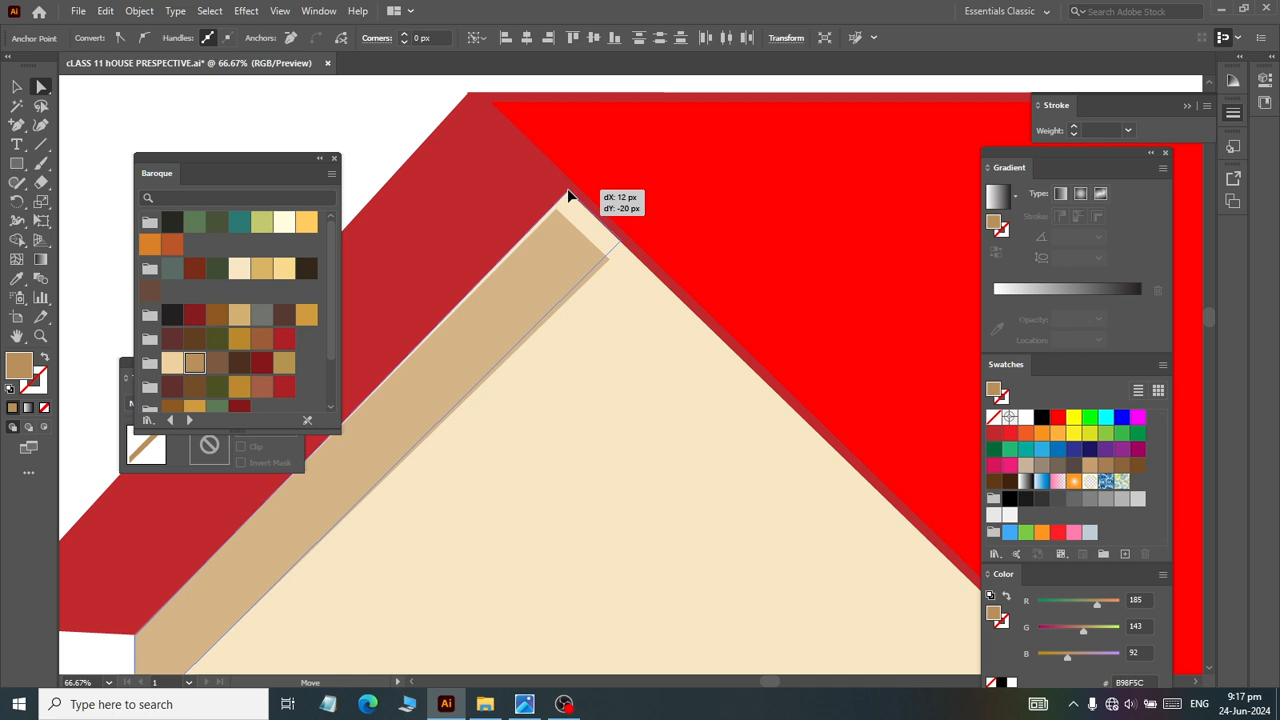 Ai
File Edit Object Type Select Effect View Window Help
Essentials Classic
Search Adobe Stock
Anchor Point Convert: Handles: Anchors: Corners: 0 px Transform
cLASS 11 hOUSE PRESPECTIVE.ai* @ 66.67% (RGB/Preview) ×
Stroke
Weight:
Baroque
Gradient
Type:
dX: 12 px
dY: -20 px
Stroke:
Opacity:
Location:
Swatches
Clip
Invert Mask
Color
R 185
G 143
B 92
# B98F5C
66.67% 1 Move
Type here to search
Ai
ENG
9:17 pm
24-Jun-2024